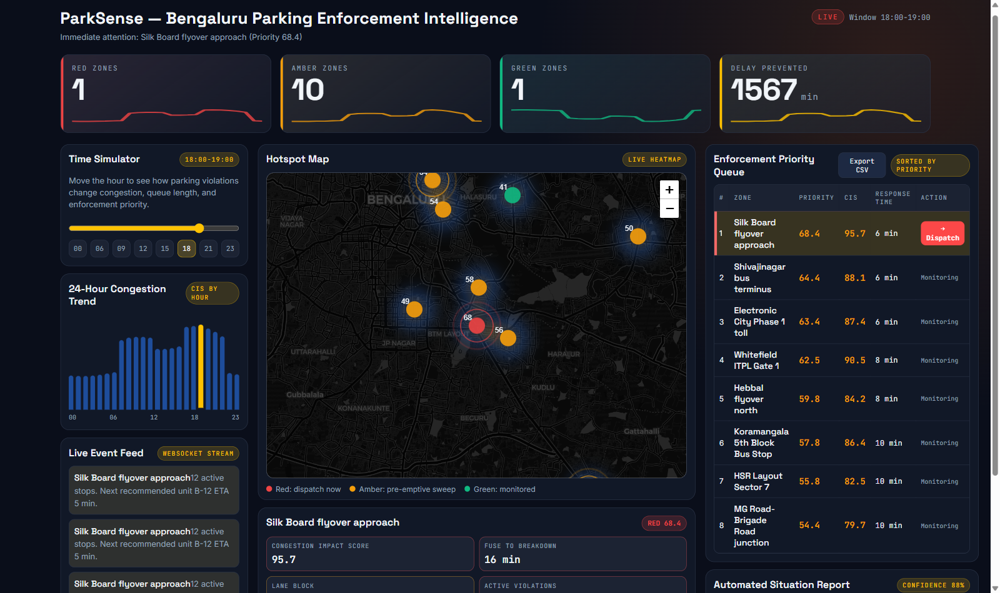 ParkSense — Bengaluru Parking Enforcement Intelligence
LIVE
Window 18:00-19:00
Immediate attention: Silk Board flyover approach (Priority 68.4)
RED ZONES
1
AMBER ZONES
10
GREEN ZONES
1
DELAY PREVENTED
1567 min
Time Simulator
18:00-19:00
Move the hour to see how parking violations
change congestion, queue length, and
enforcement priority.
00 06 09 12 15 18 21 23
24-Hour Congestion
Trend
CIS BY
HOUR
00 06 12 18 23
Live Event Feed
WEBSOCKET STREAM
Silk Board flyover approach12 active
stops. Next recommended unit B-12 ETA
5 min.
Silk Board flyover approach12 active
stops. Next recommended unit B-12 ETA
5 min.
Silk Board flyover approach12 active
Hotspot Map
LIVE HEATMAP
41
HALASURU
BENGALU
54
VIJAYA
NAGAR
50
58
49
68
56
BTM LAYOUT
JP NAGAR
UTTARAHALLI
HARALUR
KUDLU
Gubbalala
KONANAKUNTE
BEGURU
Gattahalli
+
−
Red: dispatch now
Amber: pre-emptive sweep
Green: monitored
Silk Board flyover approach
RED 68.4
CONGESTION IMPACT SCORE
95.7
FUSE TO BREAKDOWN
16 min
LANE BLOCK
ACTIVE VIOLATIONS
Enforcement Priority
Queue
Export
CSV
SORTED BY
PRIORITY
# ZONE PRIORITY CIS RESPONSE
TIME ACTION
1 Silk Board
flyover
approach 68.4 95.7 6 min →
Dispatch
2 Shivajinagar
bus
terminus 64.4 88.1 6 min Monitoring
3 Electronic
City Phase 1
toll 63.4 87.4 6 min Monitoring
4 Whitefield
ITPL Gate 1 62.5 90.5 8 min Monitoring
5 Hebbal
flyover
north 59.8 84.2 8 min Monitoring
6 Koramangala
5th Block
Bus Stop 57.8 86.4 10 min Monitoring
7 HSR Layout
Sector 7 55.8 82.5 10 min Monitoring
8 MG Road-
Brigade
Road
junction 54.4 79.7 10 min Monitoring
Automated Situation Report
CONFIDENCE 88%